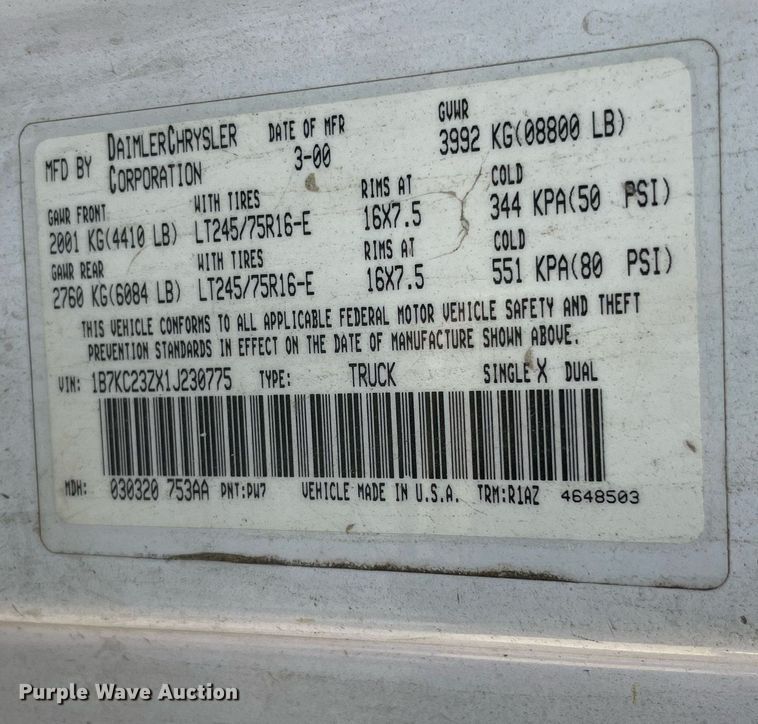 MFD BY DAIMLERCHRYSLER CORPORATION DATE OF MFR 3-00 GVWR 3992 KG(08800 LB)
GAWR FRONT WITH TIRES RIMS AT COLD
2001 KG(4410 LB) LT245/75R16-E 16X7.5 344 KPA(50 PSI)
GAWR REAR WITH TIRES RIMS AT COLD
2760 KG(6084 LB) LT245/75R16-E 16X7.5 551 KPA(80 PSI)
THIS VEHICLE CONFORMS TO ALL APPLICABLE FEDERAL MOTOR VEHICLE SAFETY AND THEFT
PREVENTION STANDARDS IN EFFECT ON THE DATE OF MANUFACTURE SHOWN ABOVE.
VIN: 1B7KC23ZX1J230775 TYPE: TRUCK SINGLE X DUAL
MDH: 030320 753AA PNT:PW7 VEHICLE MADE IN U.S.A. TRM:R1AZ 4648503
Purple Wave Auction